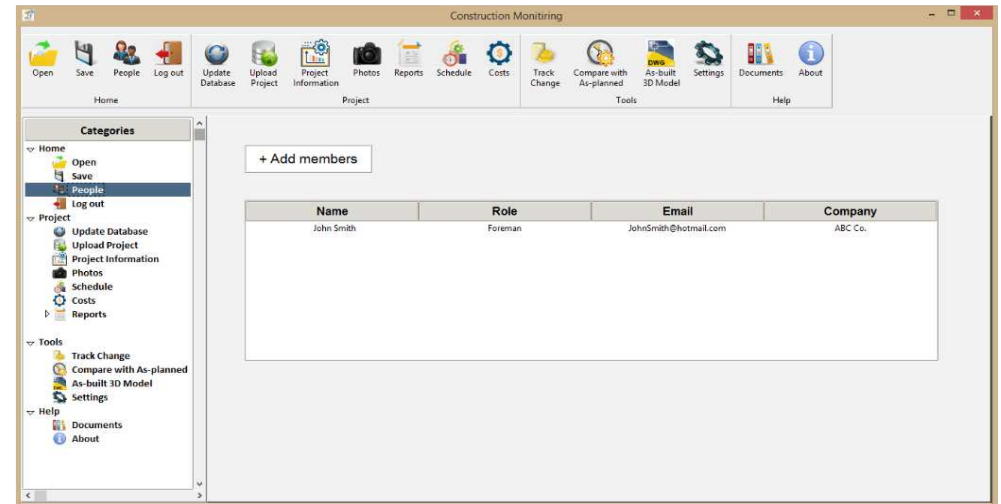 Construction Monitiring
Open Save People Log out Update Database Upload Project Project Information Photos Reports Schedule Costs Track Change Compare with As-planned DWG As-built 3D Model Settings Documents About
Home Project Tools Help
Categories
Home
Open
Save
People
Log out
Project
Update Database
Upload Project
Project Information
Photos
Schedule
Costs
Reports
Tools
Track Change
Compare with As-planned
As-built 3D Model
Settings
Help
Documents
About
+ Add members
Name Role Email Company
John Smith Foreman JohnSmith@hotmail.com ABC Co.